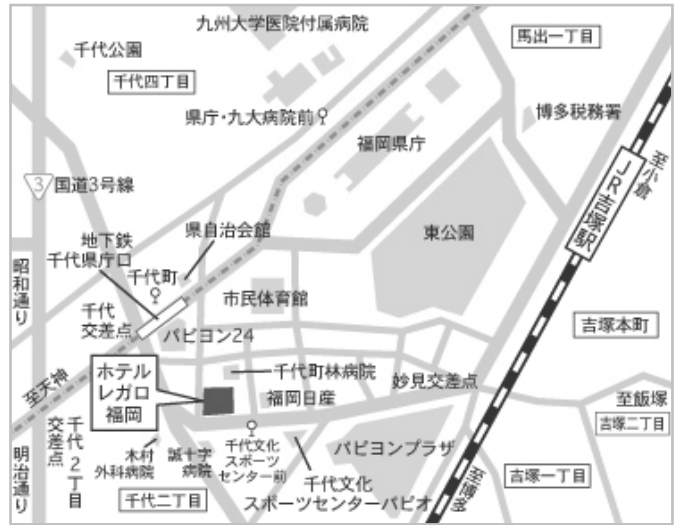 九州大学医院付属病院
千代公園
馬出一丁目
千代四丁目
県庁・九大病院前
博多税務署
福岡県庁
至小倉
JR吉塚駅
3
国道3号線
県自治会館
東公園
地下鉄
千代県庁口
千代町
昭和通り
市民体育館
千代
交差点
パピヨン24
吉塚本町
ホテル
レガロ
福岡
千代町林病院
妙見交差点
至天神
福岡日産
至飯塚
吉塚二丁目
明治通り
千代2丁目
交差点
木村
外科病院
誠十字
病院
千代文化
スポーツ
センター前
パピヨンプラザ
千代文化
スポーツセンターパピオ
至博多
吉塚一丁目
千代二丁目